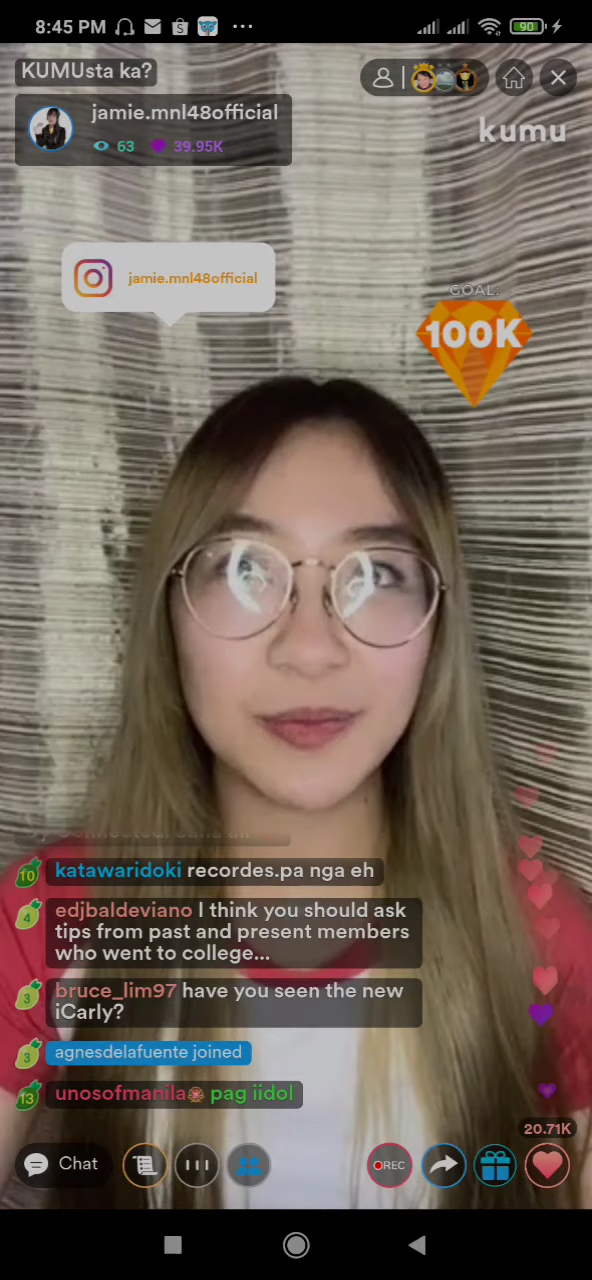 8:45 PM
90
KUMUsta ka?
jamie.mnl48official
63 39.95K
kumu
jamie.mnl48official
GOAL:
100K
10 katawaridoki recordes.pa nga eh
4 edjbaldeviano I think you should ask
tips from past and present members
who went to college...
3 bruce_lim97 have you seen the new
iCarly?
3 agnesdelafuente joined
13 unosofmanila pag iidol
20.71K
Chat
REC